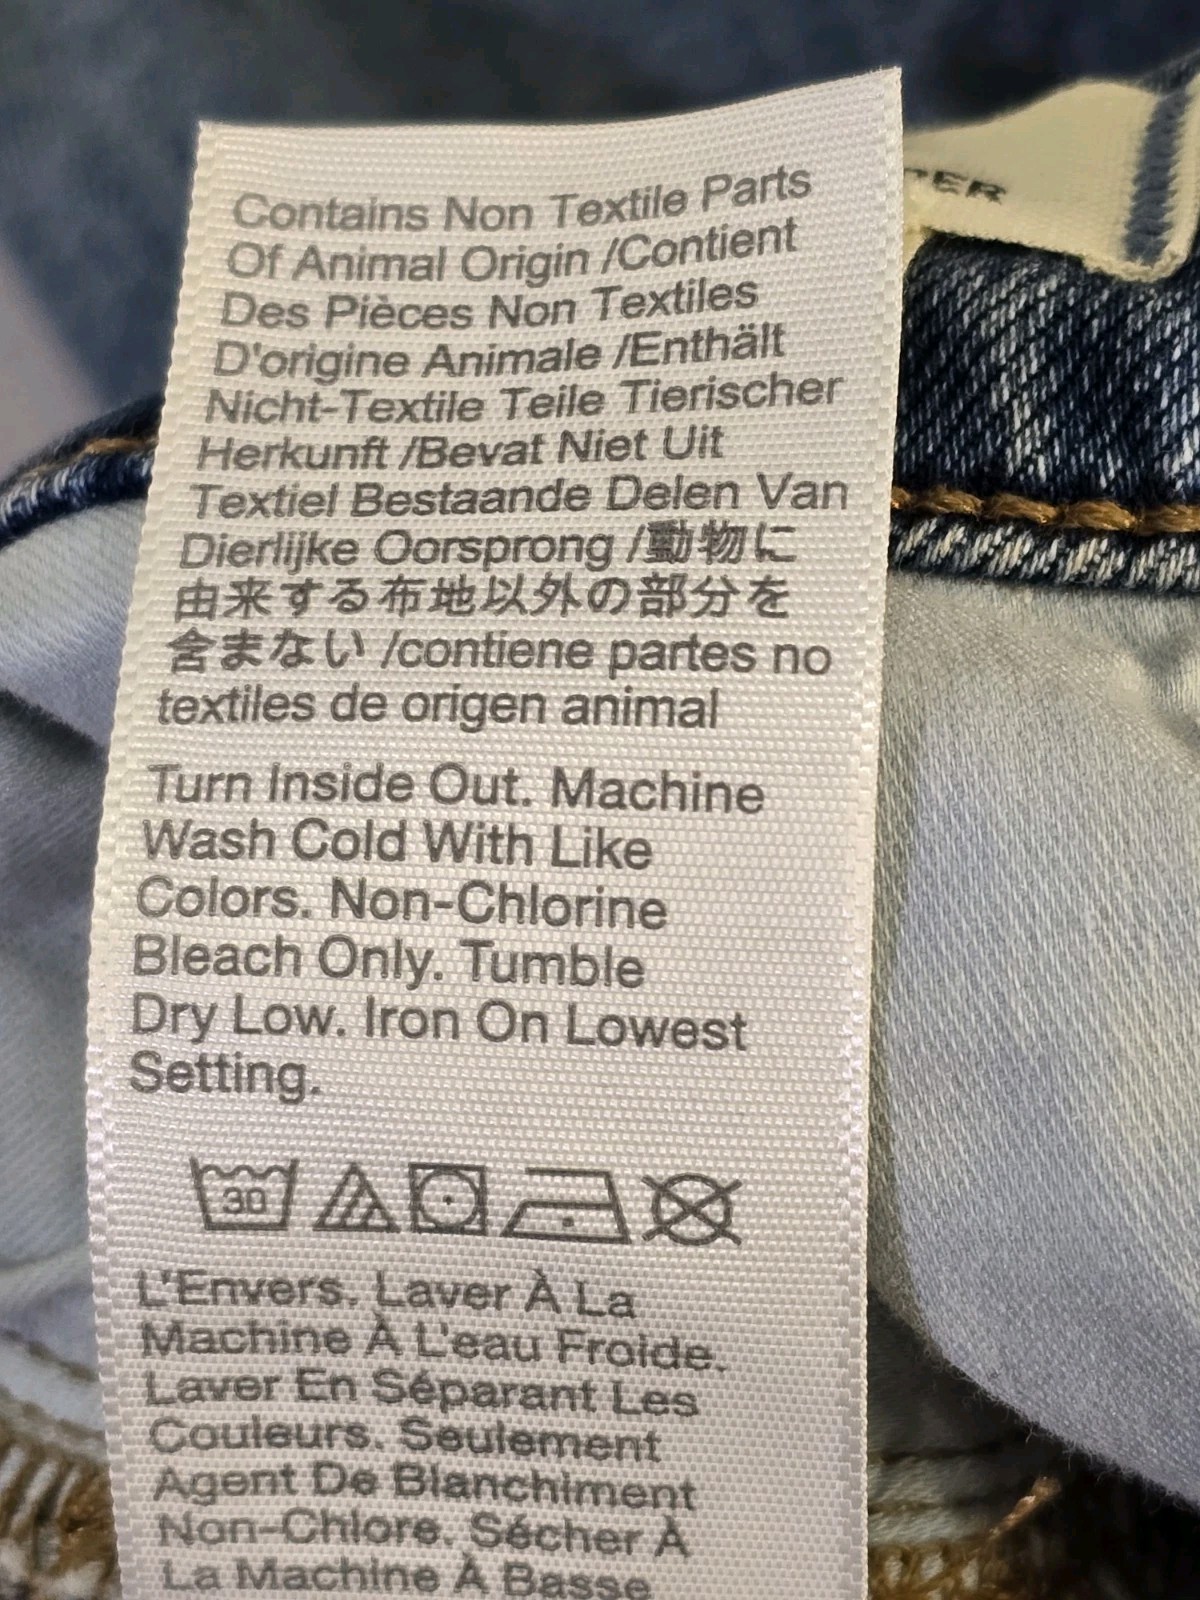 Contains Non Textile Parts
Of Animal Origin /Contient
Des Pièces Non Textiles
D'origine Animale /Enthält
Nicht-Textile Teile Tierischer
Herkunft /Bevat Niet Uit
Textiel Bestaande Delen Van
Dierlijke Oorsprong /動物に
由来する布地以外の部分を
含まない /contiene partes no
textiles de origen animal
Turn Inside Out. Machine
Wash Cold With Like
Colors. Non-Chlorine
Bleach Only. Tumble
Dry Low. Iron On Lowest
Setting.
30
L'Envers. Laver À La
Machine À L'eau Froide.
Laver En Séparant Les
Couleurs. Seulement
Agent De Blanchiment
Non-Chlore. Sécher À
La Machine À Basse